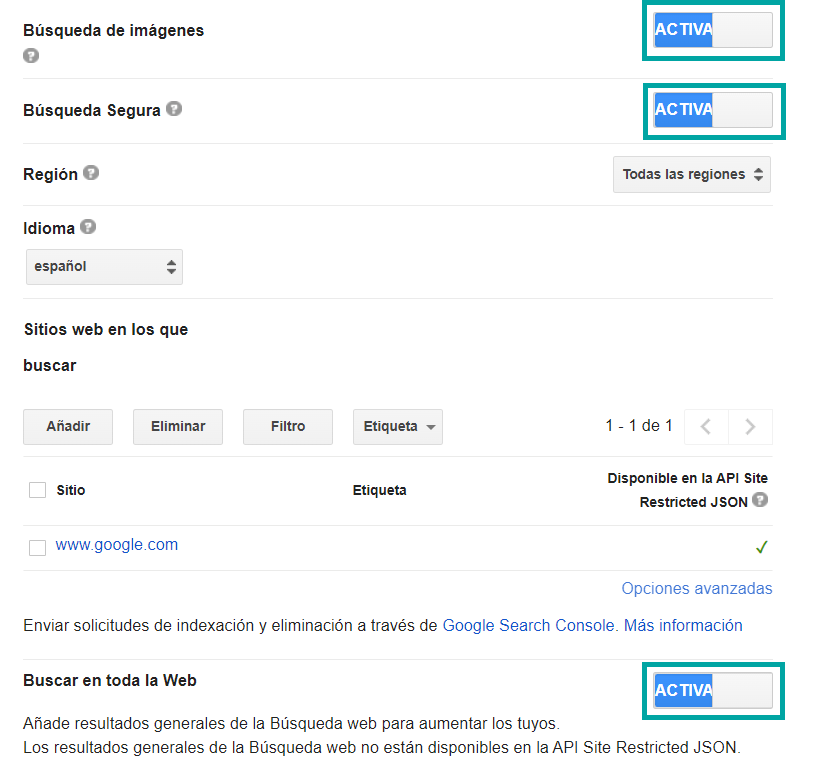 Búsqueda de imágenes
ACTIVA
Búsqueda Segura
ACTIVA
Región
Todas las regiones
Idioma
español
Sitios web en los que
buscar
Añadir Eliminar Filtro Etiqueta 1 - 1 de 1
Sitio Etiqueta Disponible en la API Site
Restricted JSON
www.google.com
Opciones avanzadas
Enviar solicitudes de indexación y eliminación a través de Google Search Console. Más información
Buscar en toda la Web
ACTIVA
Añade resultados generales de la Búsqueda web para aumentar los tuyos.
Los resultados generales de la Búsqueda web no están disponibles en la API Site Restricted JSON.